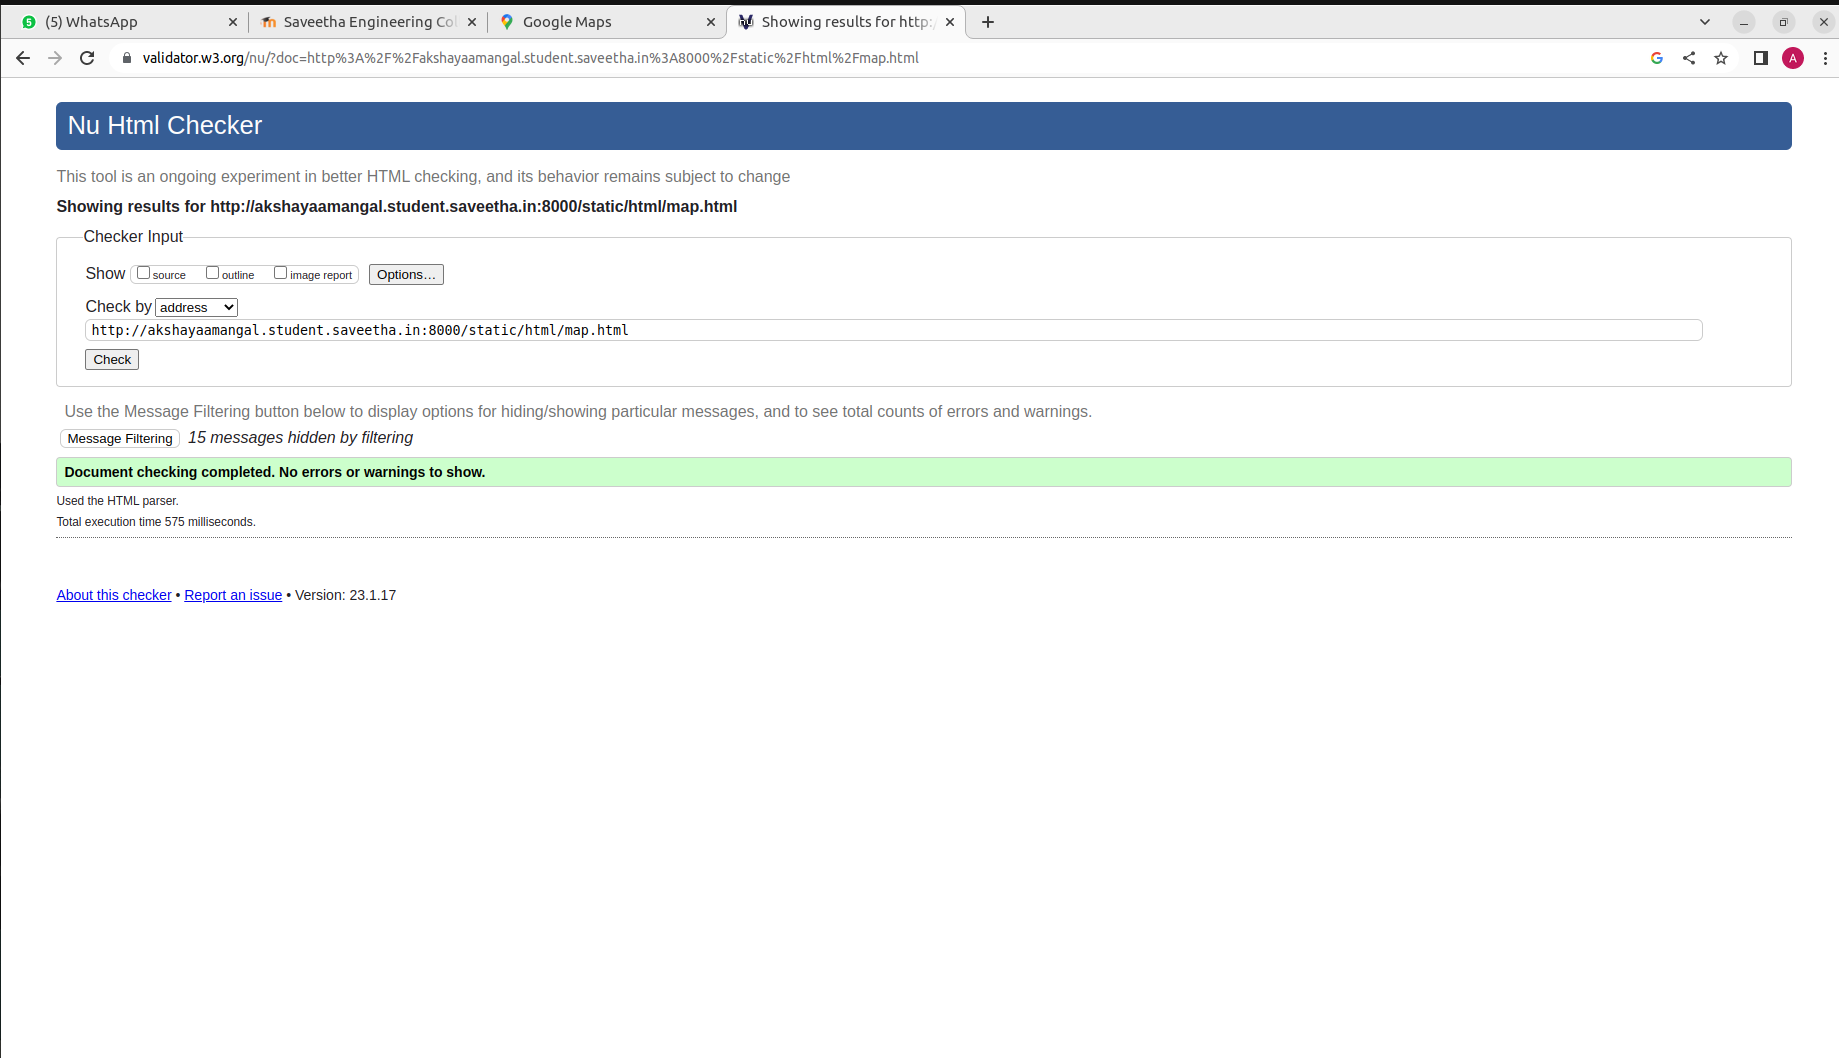 (5) WhatsApp
Saveetha Engineering Col
Google Maps
Showing results for http:/
validator.w3.org/nu/?doc=http%3A%2F%2Fakshayaamangal.student.saveetha.in%3A8000%2Fstatic%2Fhtml%2Fmap.html
A
Nu Html Checker
This tool is an ongoing experiment in better HTML checking, and its behavior remains subject to change
Showing results for http://akshayaamangal.student.saveetha.in:8000/static/html/map.html
Checker Input
Show source outline image report Options...
Check by address
http://akshayaamangal.student.saveetha.in:8000/static/html/map.html
Check
Use the Message Filtering button below to display options for hiding/showing particular messages, and to see total counts of errors and warnings.
Message Filtering 15 messages hidden by filtering
Document checking completed. No errors or warnings to show.
Used the HTML parser.
Total execution time 575 milliseconds.
About this checker • Report an issue • Version: 23.1.17